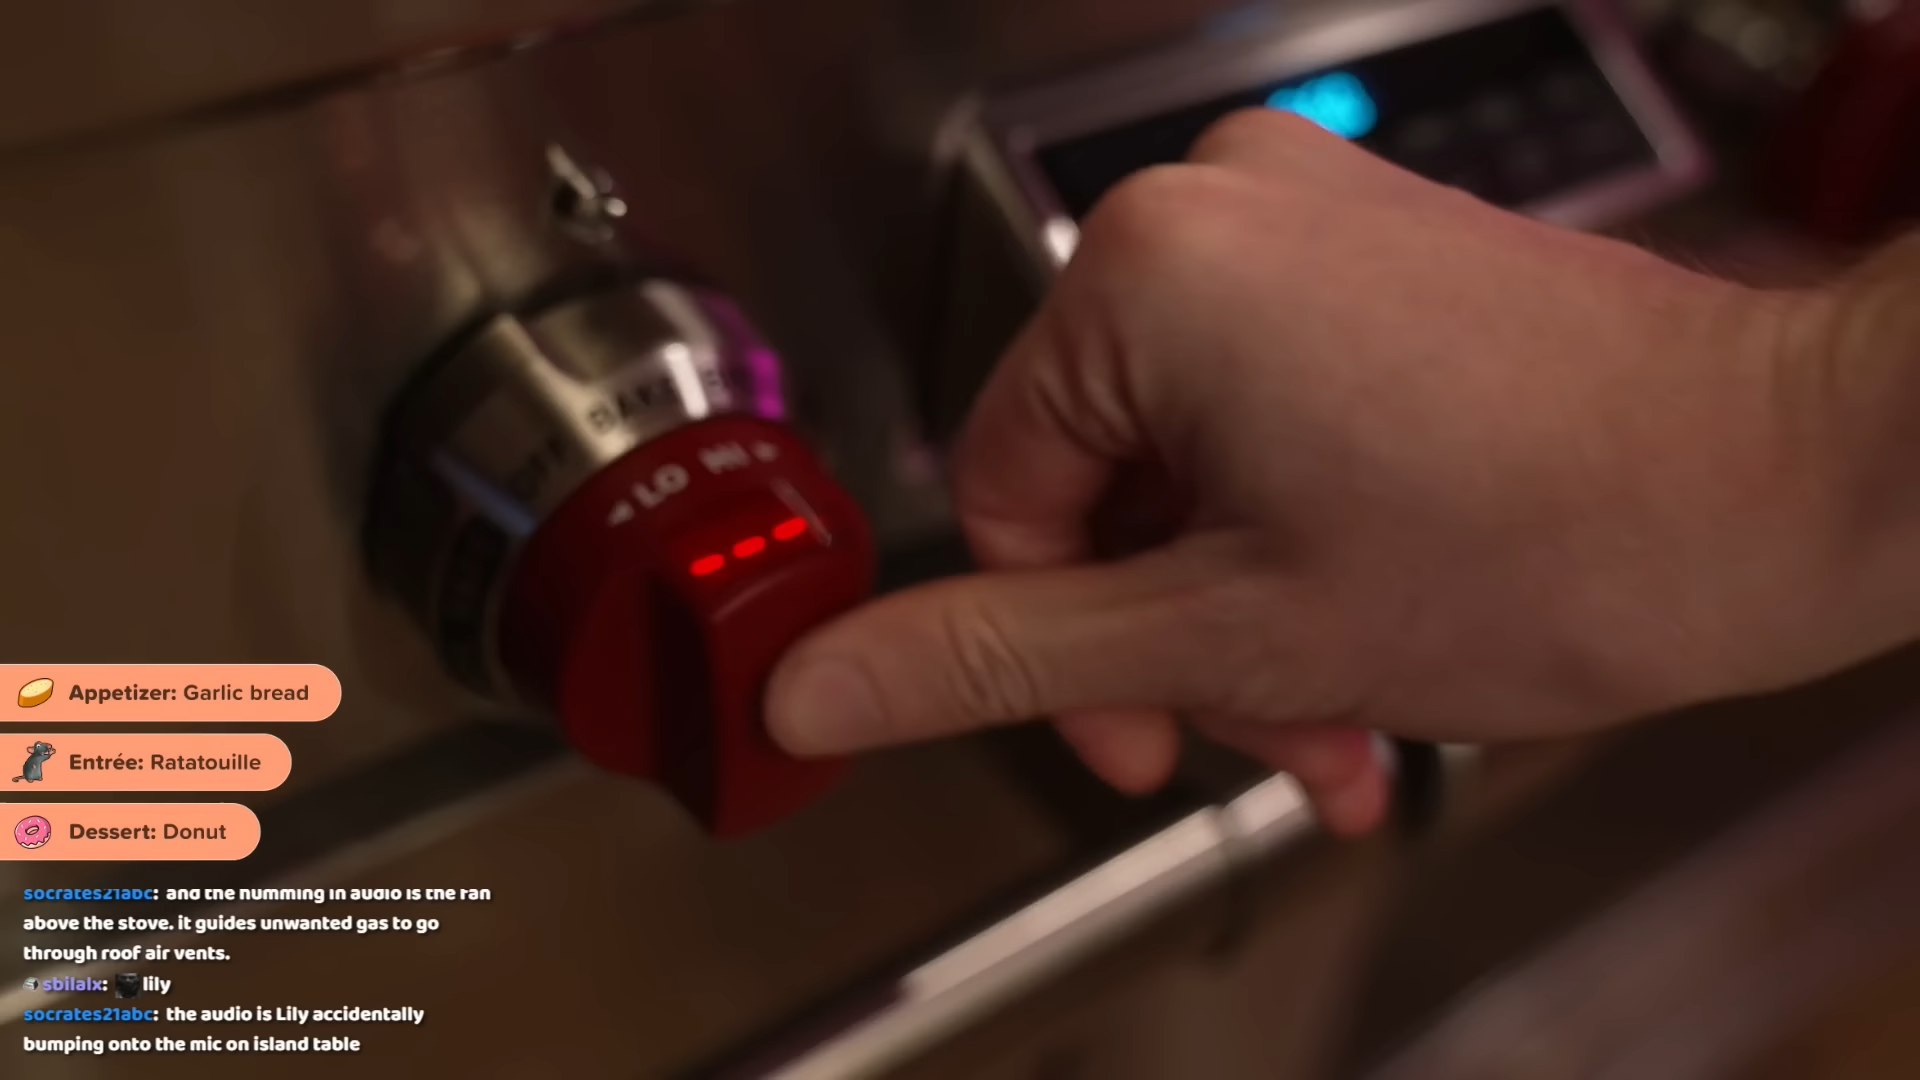 BAKE
LO HI
Appetizer: Garlic bread
Entrée: Ratatouille
Dessert: Donut
socrates21abc: and the humming in audio is the fan
above the stove. it guides unwanted gas to go
through roof air vents.
sbilalx: lily
socrates21abc: the audio is Lily accidentally
bumping onto the mic on island table